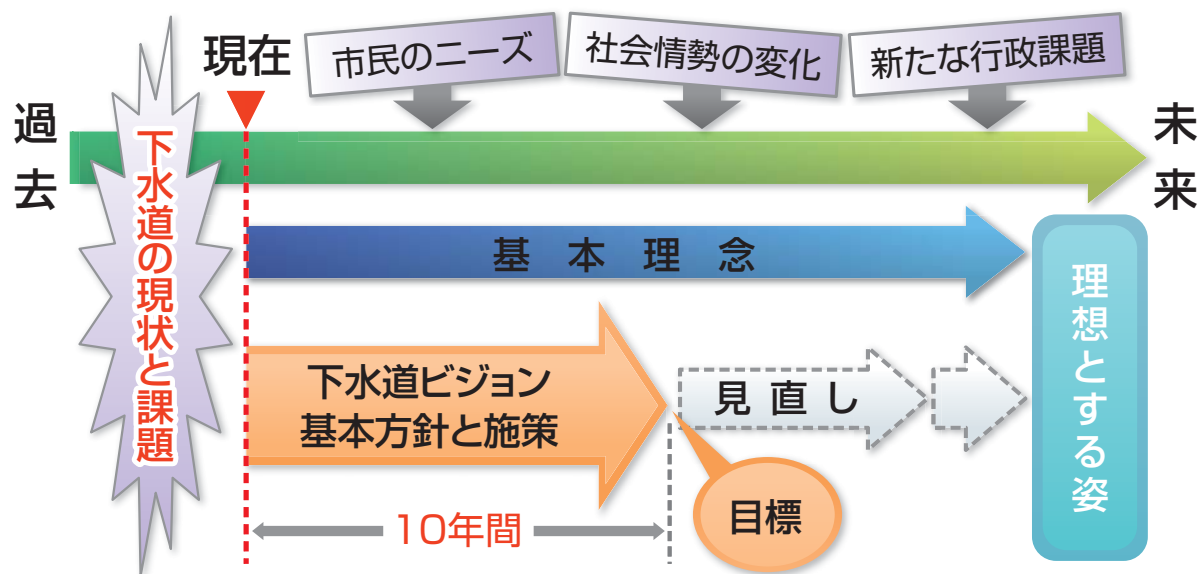 現在
市民のニーズ
社会情勢の変化
新たな行政課題
過去
未来
下水道の現状と課題
基本理念
理想とする姿
下水道ビジョン
基本方針と施策
見直し
目標
10年間